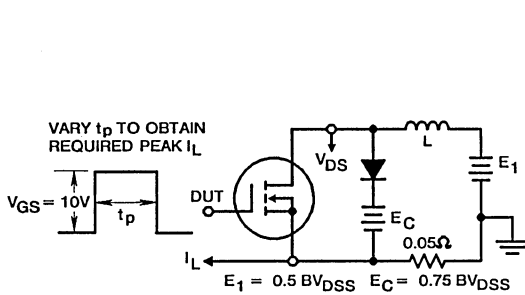 VARY tp TO OBTAIN
REQUIRED PEAK IL
VGS = 10V
tp
DUT
VDS
L
E1
EC
0.05Ω
IL
E1 = 0.5 BVDSS EC = 0.75 BVDSS